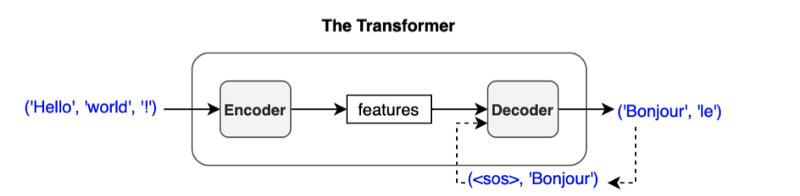 The Transformer
('Hello', 'world', '!')
Encoder
features
Decoder
('Bonjour', 'le')
(<sos>, 'Bonjour')